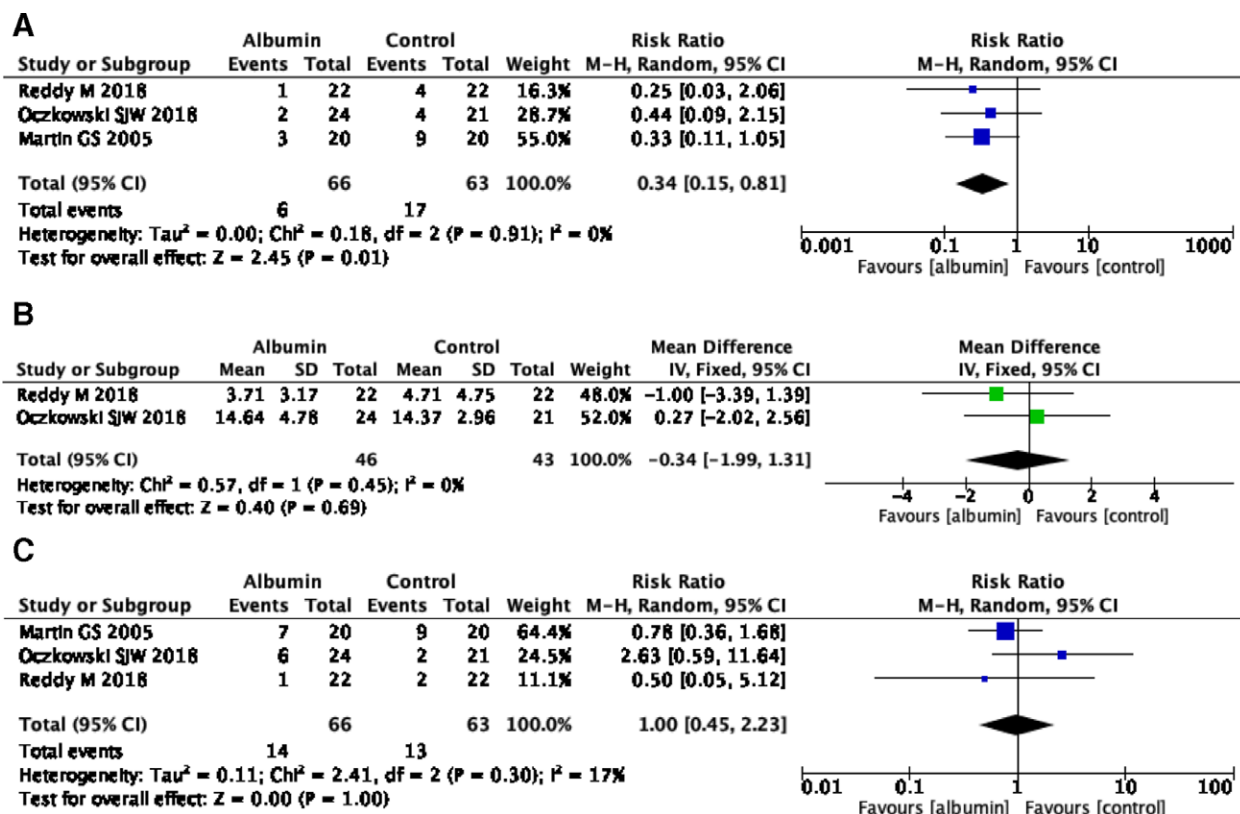 A
Albumin Control Risk Ratio Risk Ratio
Study or Subgroup Events Total Events Total Weight M-H, Random, 95% CI M-H, Random, 95% CI
Reddy M 2018 1 22 4 22 16.3% 0.25 [0.03, 2.06]
Oczkowski SJW 2018 2 24 4 21 28.7% 0.44 [0.09, 2.15]
Martin GS 2005 3 20 9 20 55.0% 0.33 [0.11, 1.05]
Total (95% CI) 66 63 100.0% 0.34 [0.15, 0.81]
Total events 6 17
Heterogeneity: Tau² = 0.00; Chi² = 0.18, df = 2 (P = 0.91); I² = 0%
Test for overall effect: Z = 2.45 (P = 0.01)
0.001 0.1 1 10 1000
Favours [albumin] Favours [control]
B
Albumin Control Mean Difference Mean Difference
Study or Subgroup Mean SD Total Mean SD Total Weight IV, Fixed, 95% CI IV, Fixed, 95% CI
Reddy M 2018 3.71 3.17 22 4.71 4.75 22 48.0% -1.00 [-3.39, 1.39]
Oczkowski SJW 2018 14.64 4.78 24 14.37 2.96 21 52.0% 0.27 [-2.02, 2.56]
Total (95% CI) 46 43 100.0% -0.34 [-1.99, 1.31]
Heterogeneity: Chi² = 0.57, df = 1 (P = 0.45); I² = 0%
Test for overall effect: Z = 0.40 (P = 0.69)
-4 -2 0 2 4
Favours [albumin] Favours [control]
C
Albumin Control Risk Ratio Risk Ratio
Study or Subgroup Events Total Events Total Weight M-H, Random, 95% CI M-H, Random, 95% CI
Martin GS 2005 7 20 9 20 64.4% 0.78 [0.36, 1.68]
Oczkowski SJW 2018 6 24 2 21 24.5% 2.63 [0.59, 11.64]
Reddy M 2018 1 22 2 22 11.1% 0.50 [0.05, 5.12]
Total (95% CI) 66 63 100.0% 1.00 [0.45, 2.23]
Total events 14 13
Heterogeneity: Tau² = 0.11; Chi² = 2.41, df = 2 (P = 0.30); I² = 17%
Test for overall effect: Z = 0.00 (P = 1.00)
0.01 0.1 1 10 100
Favours [albumin] Favours [control]